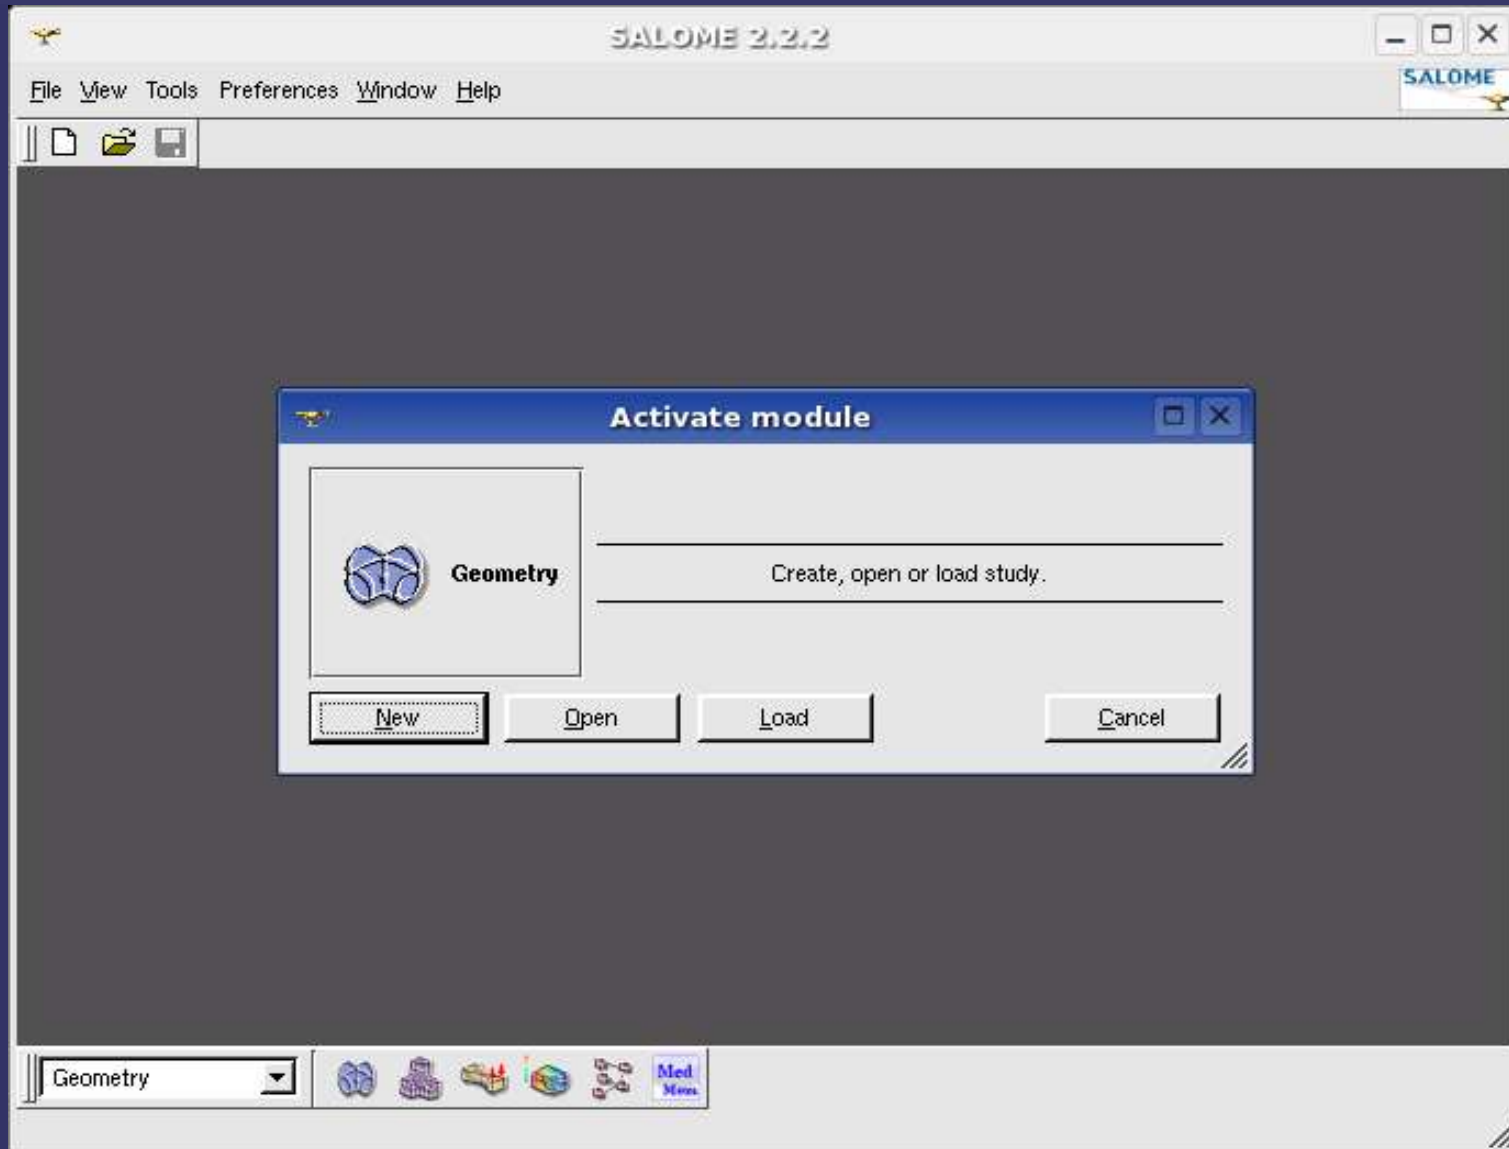 SALOME 2.2.2
File View Tools Preferences Window Help
SALOME
Activate module
Geometry
Create, open or load study.
New Open Load Cancel
Geometry
Med
Mem